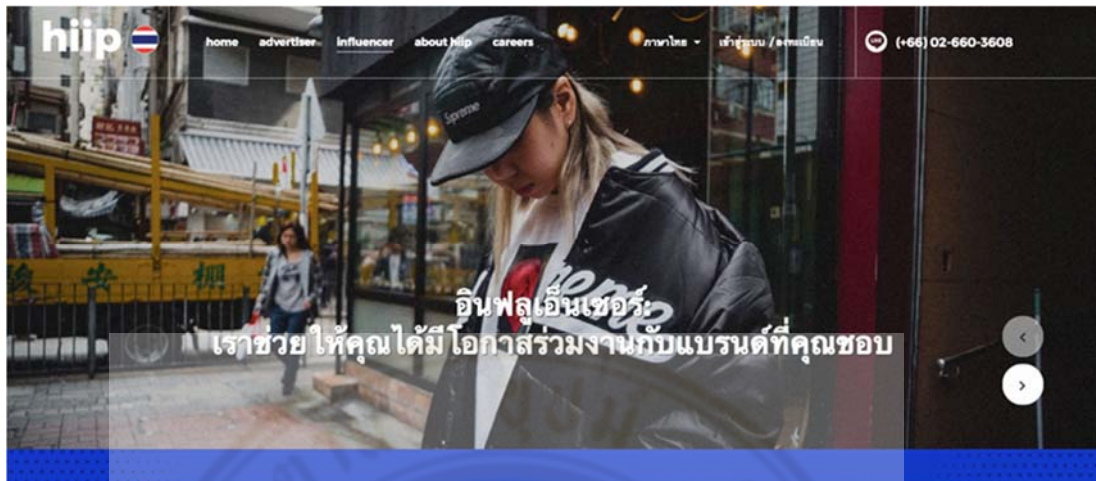 hiip
home advertiser influencer about hiip careers ภาษาไทย เข้าสู่ระบบ / ลงทะเบียน LINE (+66) 02-660-3608
Supreme
安 棚
reme
อินฟลูเอ็นเซอร์:
เราช่วยให้คุณได้มีโอกาสร่วมงานกับแบรนด์ที่คุณชอบ